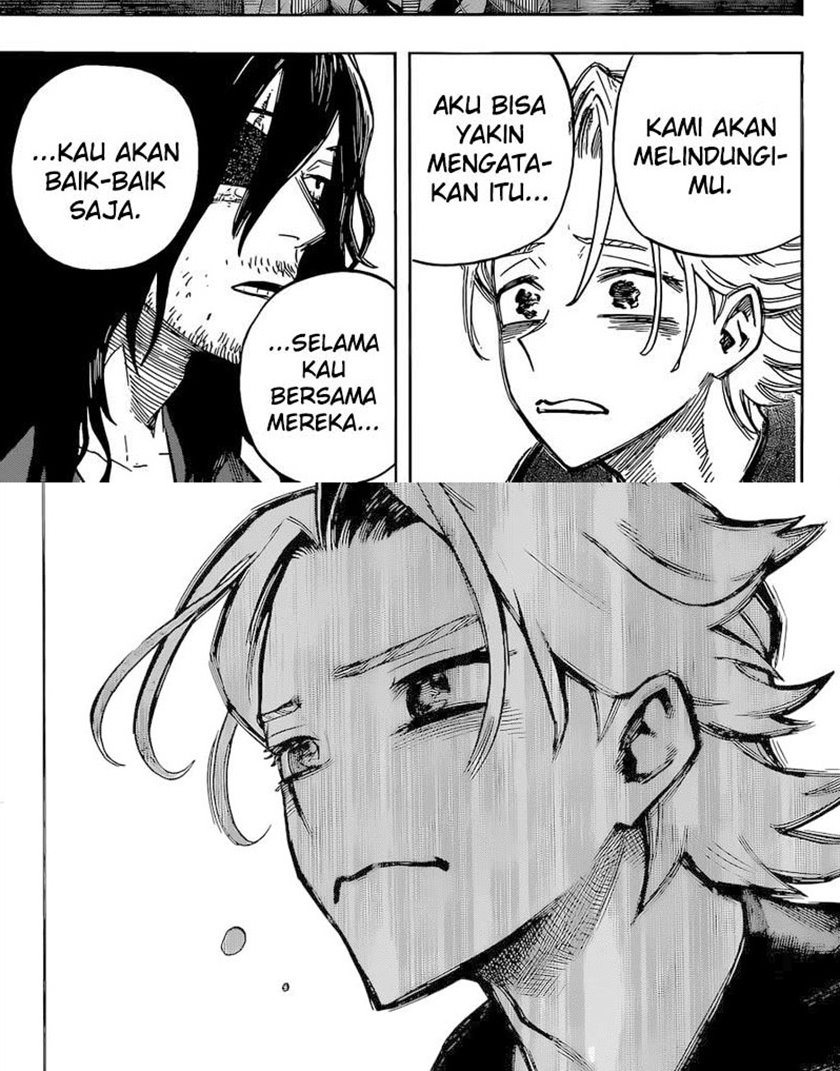 KAMI AKAN
MELINDUNGI-
MU.
AKU BISA
YAKIN
MENGATA-
KAN ITU...
...SELAMA
KAU
BERSAMA
MEREKA...
...KAU AKAN
BAIK-BAIK
SAJA.